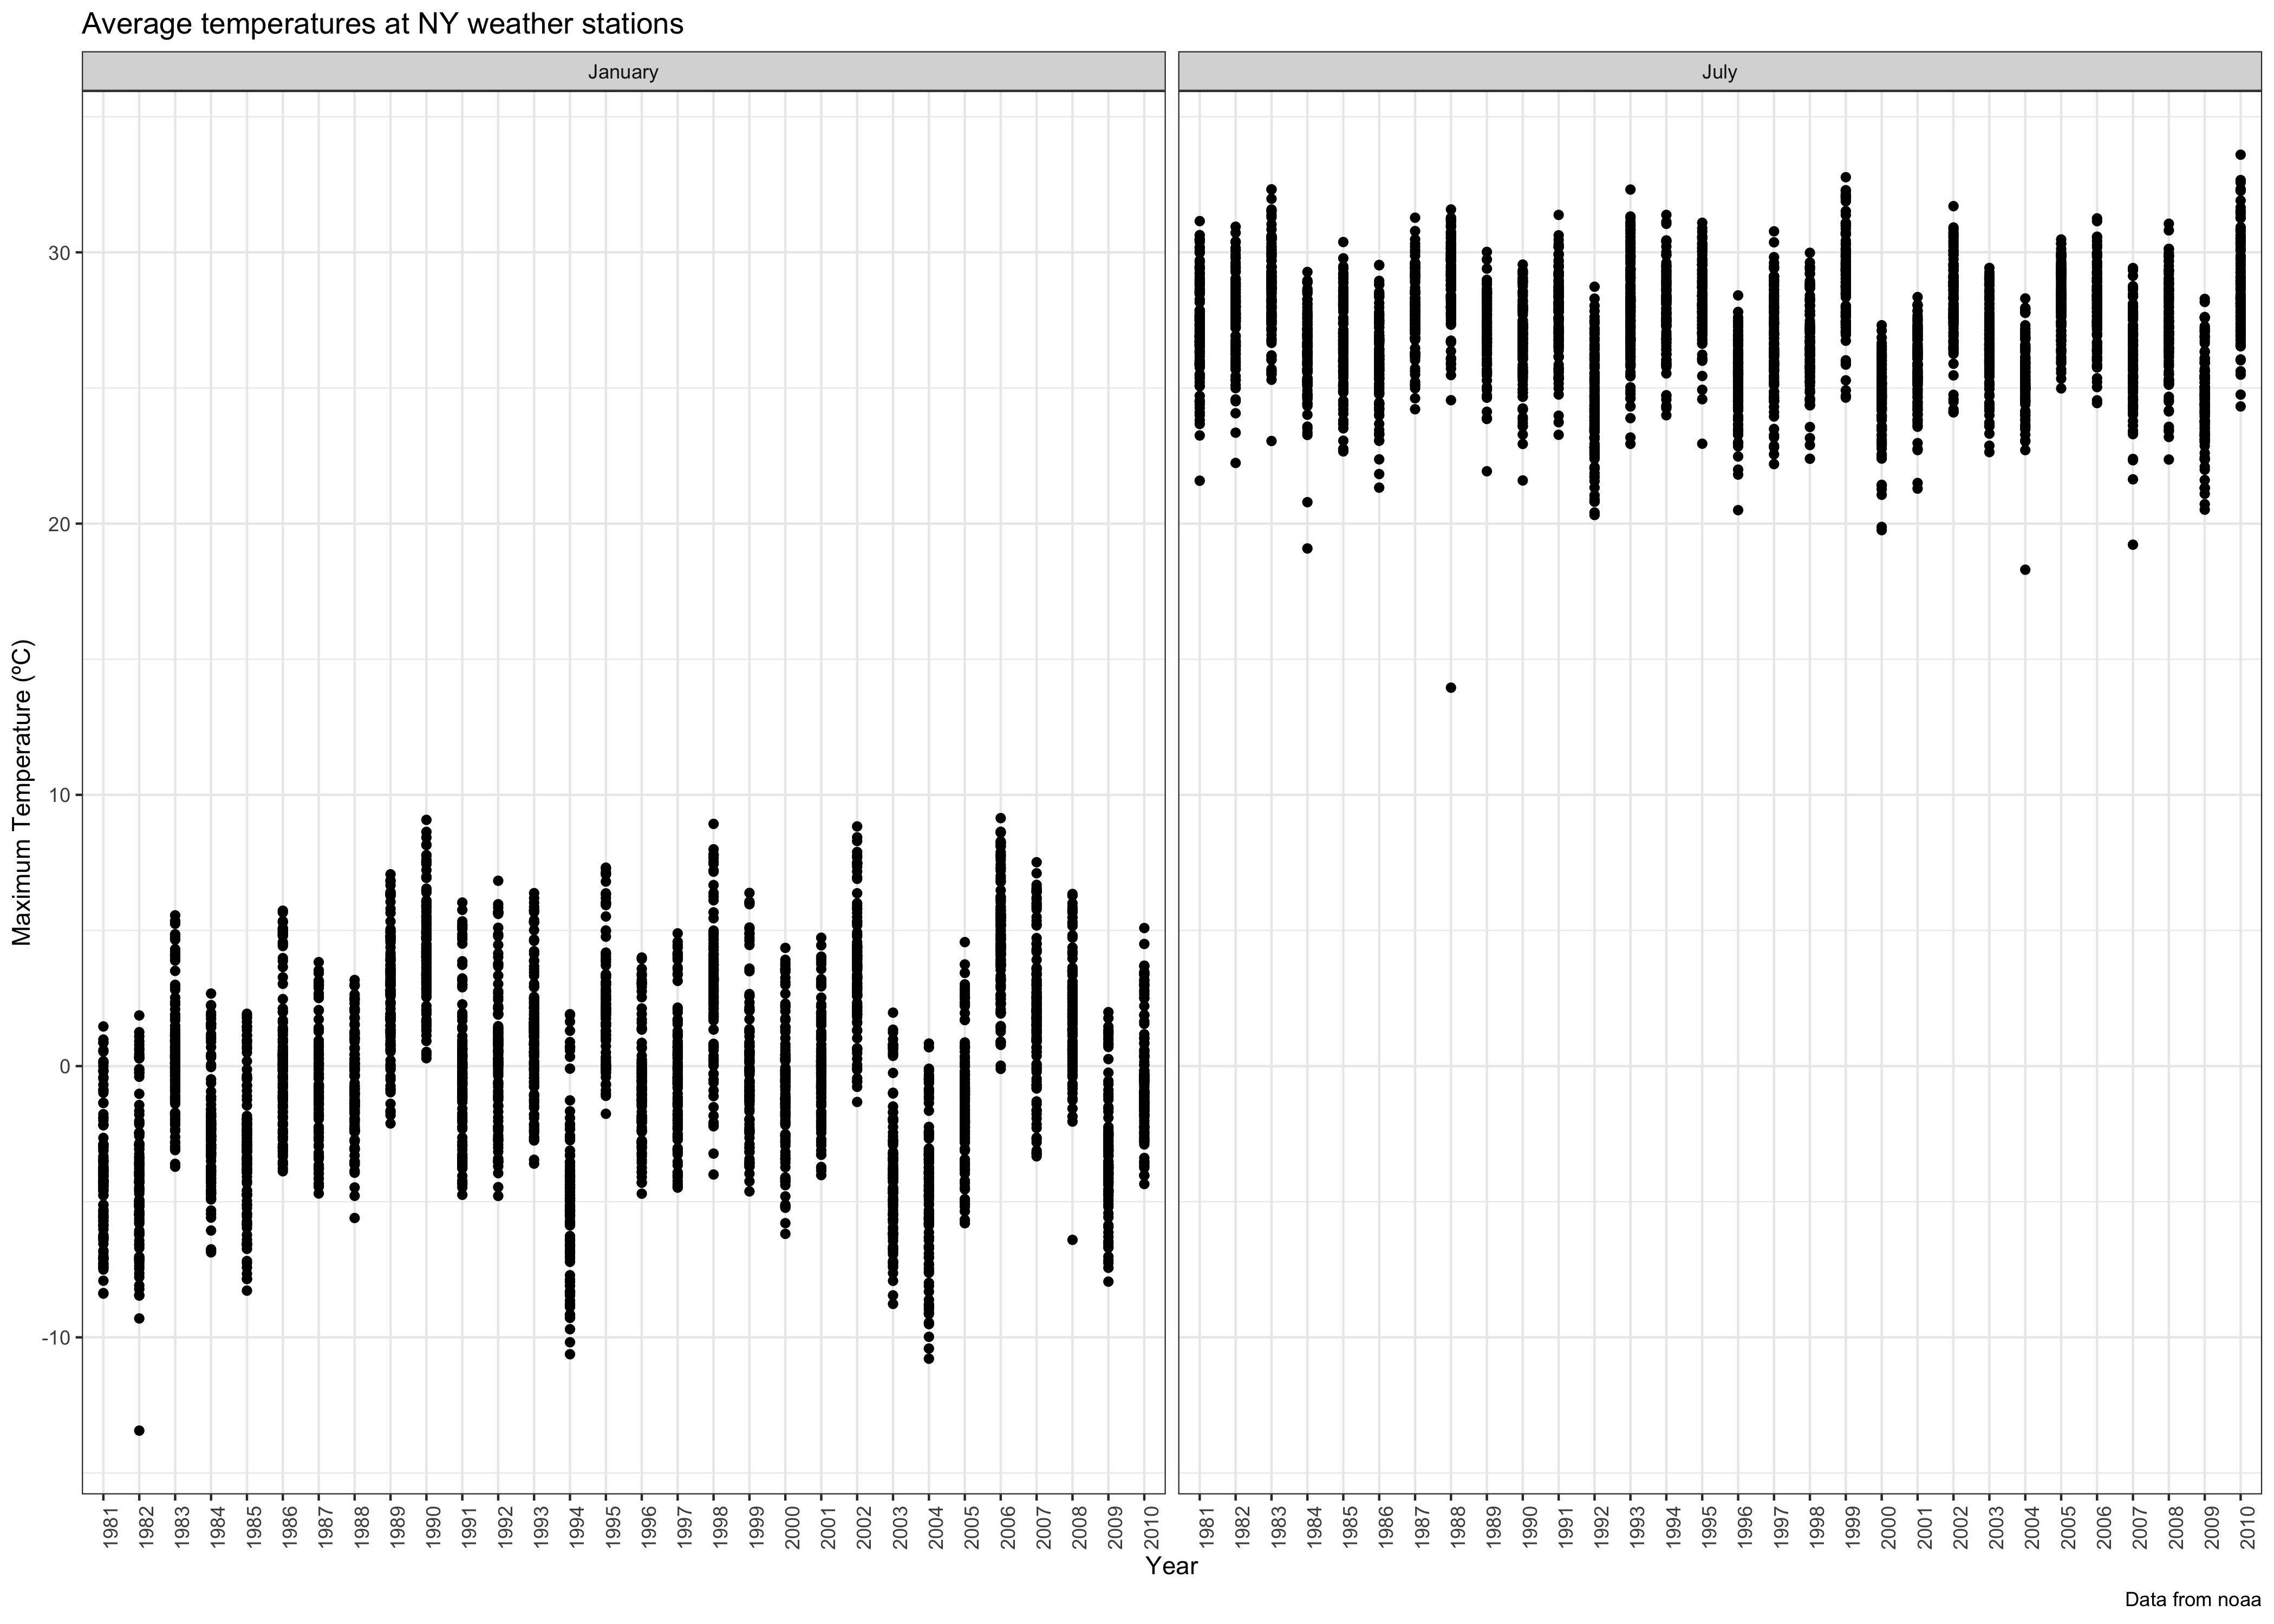 Average temperatures at NY weather stations
January
July
Maximum Temperature (ºC)
30
20
10
0
-10
1981 1982 1983 1984 1985 1986 1987 1988 1989 1990 1991 1992 1993 1994 1995 1996 1997 1998 1999 2000 2001 2002 2003 2004 2005 2006 2007 2008 2009 2010
1981 1982 1983 1984 1985 1986 1987 1988 1989 1990 1991 1992 1993 1994 1995 1996 1997 1998 1999 2000 2001 2002 2003 2004 2005 2006 2007 2008 2009 2010
Year
Data from noaa